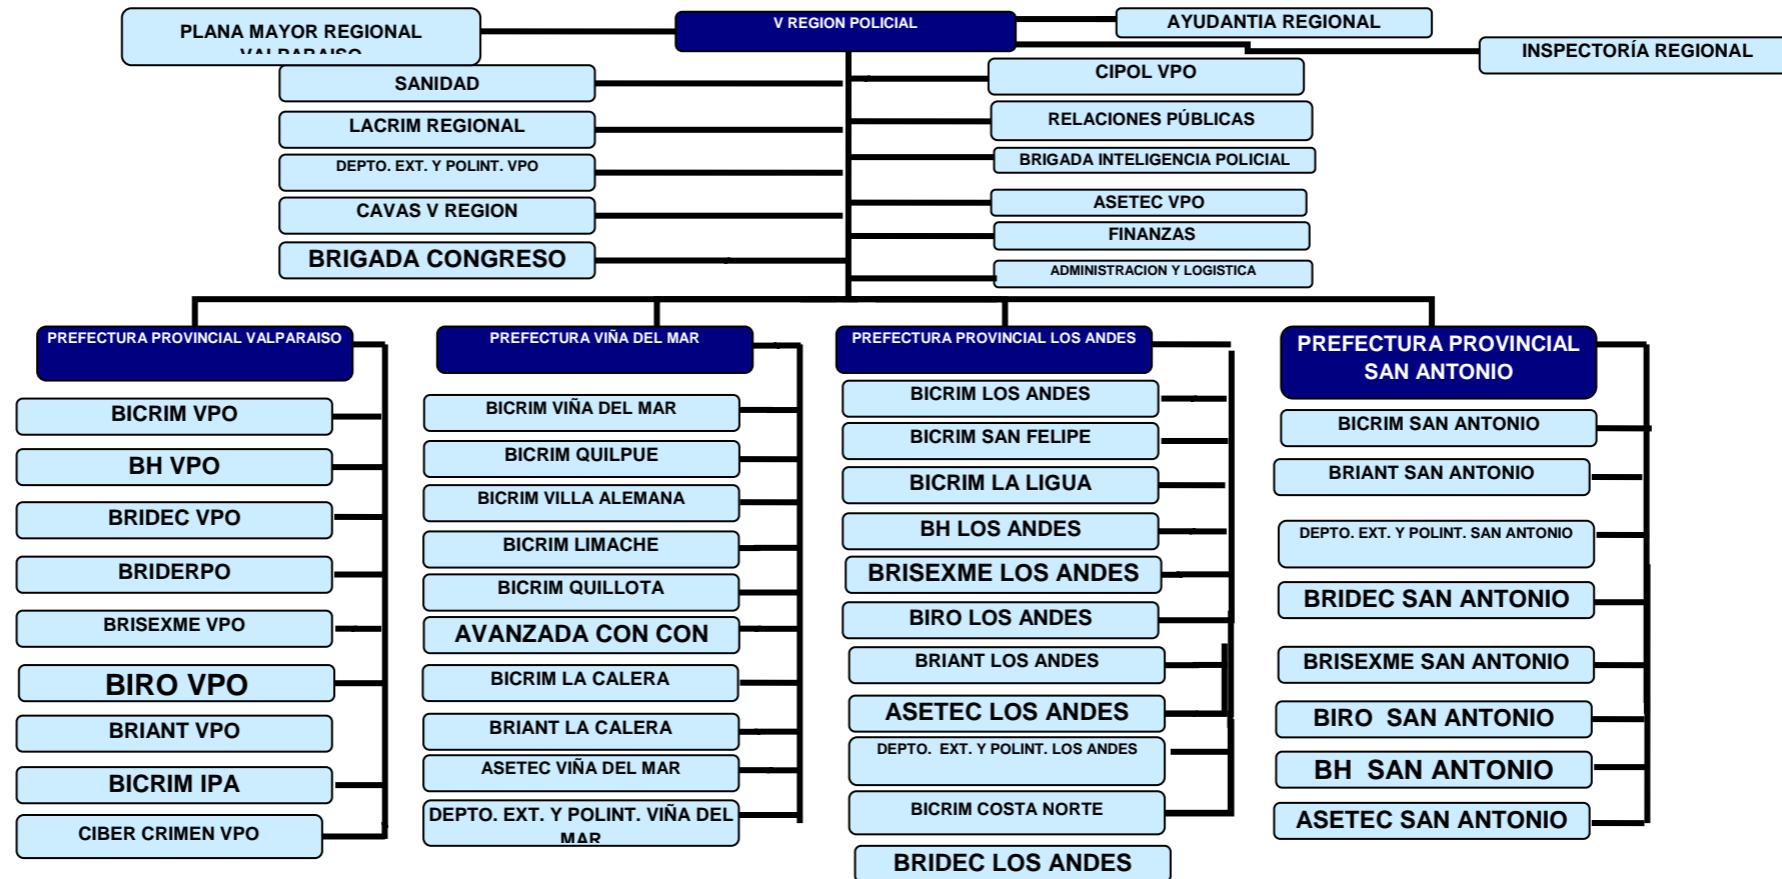 V REGION POLICIAL
PLANA MAYOR REGIONAL
VALPARAISO
AYUDANTIA REGIONAL
INSPECTORÍA REGIONAL
SANIDAD
LACRIM REGIONAL
DEPTO. EXT. Y POLINT. VPO
CAVAS V REGION
BRIGADA CONGRESO
CIPOL VPO
RELACIONES PÚBLICAS
BRIGADA INTELIGENCIA POLICIAL
ASETEC VPO
FINANZAS
ADMINISTRACION Y LOGISTICA
PREFECTURA PROVINCIAL VALPARAISO
BICRIM VPO
BH VPO
BRIDEC VPO
BRIDERPO
BRISEXME VPO
BIRO VPO
BRIANT VPO
BICRIM IPA
CIBER CRIMEN VPO
PREFECTURA VIÑA DEL MAR
BICRIM VIÑA DEL MAR
BICRIM QUILPUE
BICRIM VILLA ALEMANA
BICRIM LIMACHE
BICRIM QUILLOTA
AVANZADA CON CON
BICRIM LA CALERA
BRIANT LA CALERA
ASETEC VIÑA DEL MAR
DEPTO. EXT. Y POLINT. VIÑA DEL
MAR
PREFECTURA PROVINCIAL LOS ANDES
BICRIM LOS ANDES
BICRIM SAN FELIPE
BICRIM LA LIGUA
BH LOS ANDES
BRISEXME LOS ANDES
BIRO LOS ANDES
BRIANT LOS ANDES
ASETEC LOS ANDES
DEPTO. EXT. Y POLINT. LOS ANDES
BICRIM COSTA NORTE
BRIDEC LOS ANDES
PREFECTURA PROVINCIAL
SAN ANTONIO
BICRIM SAN ANTONIO
BRIANT SAN ANTONIO
DEPTO. EXT. Y POLINT. SAN ANTONIO
BRIDEC SAN ANTONIO
BRISEXME SAN ANTONIO
BIRO SAN ANTONIO
BH SAN ANTONIO
ASETEC SAN ANTONIO